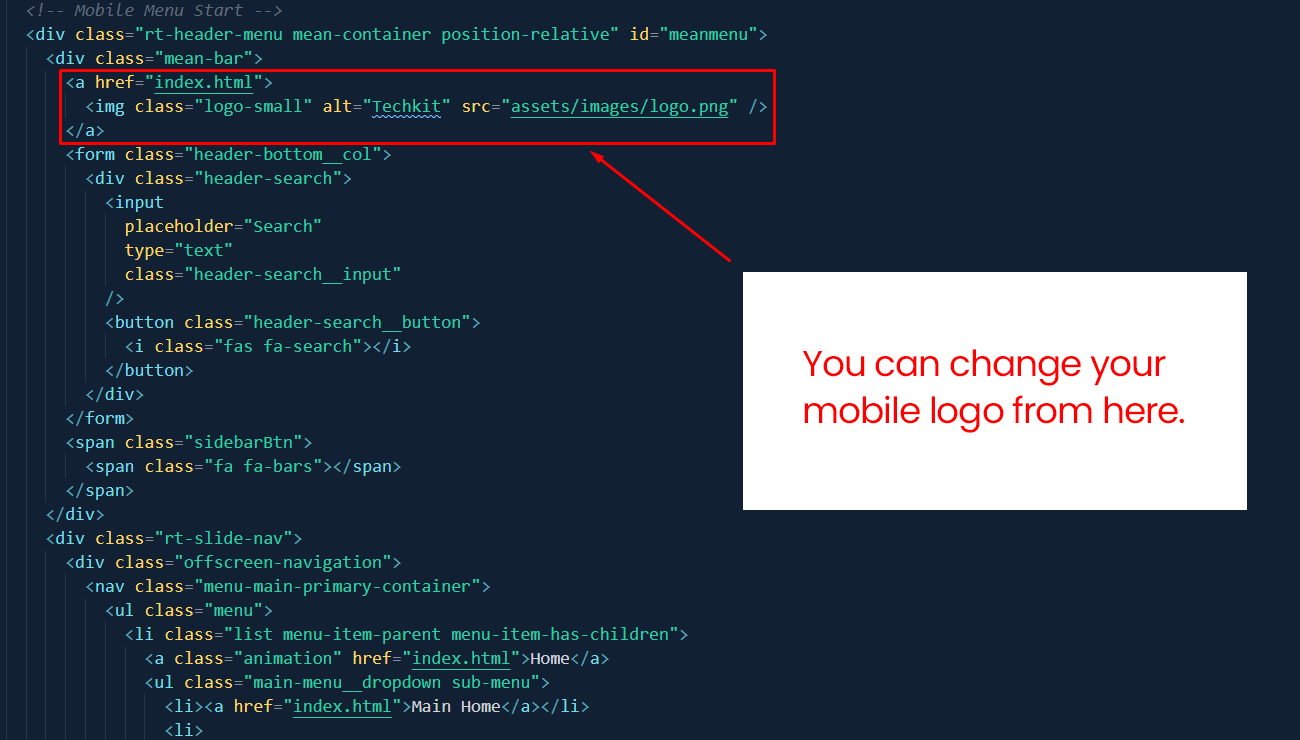 <!-- Mobile Menu Start -->
<div class="rt-header-menu mean-container position-relative" id="meanmenu">
<div class="mean-bar">
<a href="index.html">
<img class="logo-small" alt="Techkit" src="assets/images/logo.png" />
</a>
<form class="header-bottom__col">
<div class="header-search">
<input
placeholder="Search"
type="text"
class="header-search__input"
/>
<button class="header-search__button">
<i class="fas fa-search"></i>
</button>
</div>
</form>
<span class="sidebarBtn">
<span class="fa fa-bars"></span>
</span>
</div>
<div class="rt-slide-nav">
<div class="offscreen-navigation">
<nav class="menu-main-primary-container">
<ul class="menu">
<li class="list menu-item-parent menu-item-has-children">
<a class="animation" href="index.html">Home</a>
<ul class="main-menu__dropdown sub-menu">
<li><a href="index.html">Main Home</a></li>
<li>
You can change your
mobile logo from here.